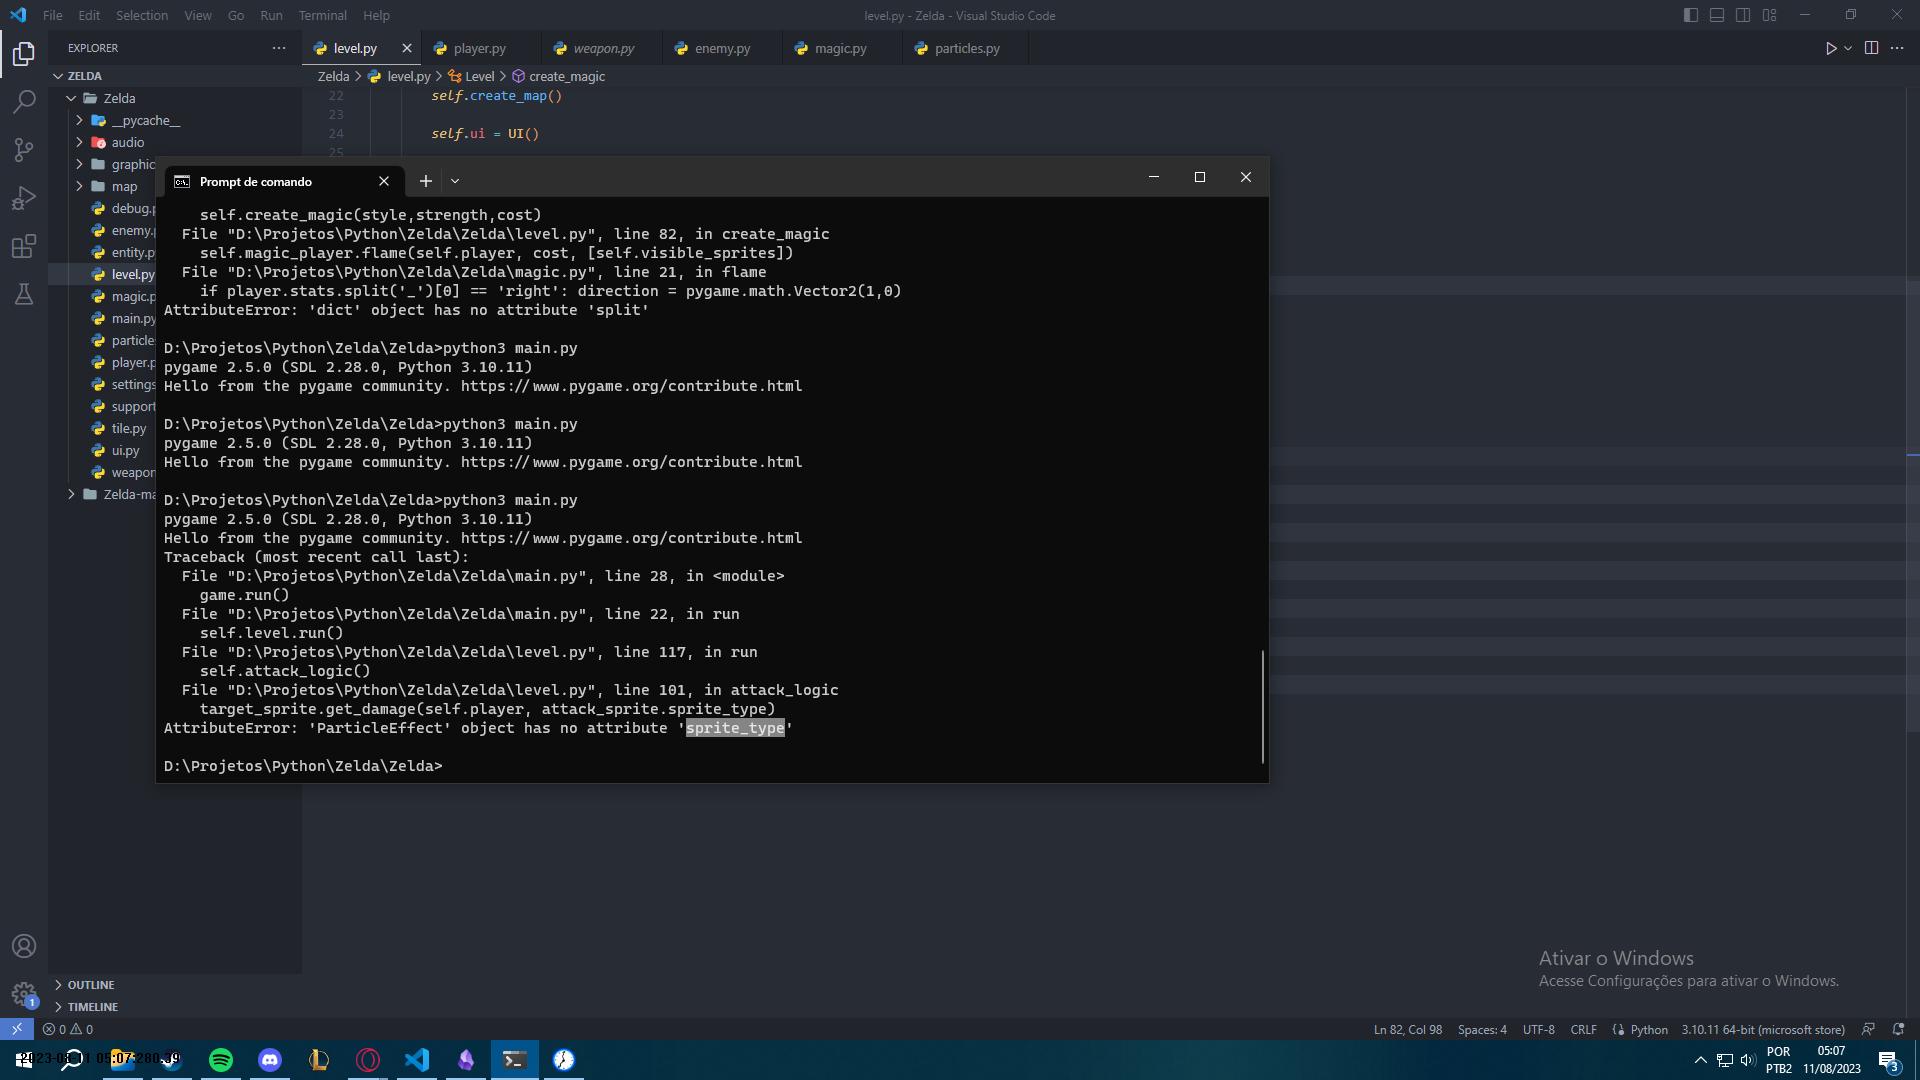 File Edit Selection View Go Run Terminal Help
level.py - Zelda - Visual Studio Code
EXPLORER
level.py
player.py
weapon.py
enemy.py
magic.py
particles.py
ZELDA
Zelda > level.py > Level > create_magic
Zelda
__pycache__
audio
graphic
map
debug.p
enemy.
entity.p
level.py
magic.p
main.py
particle
player.p
settings
support
tile.py
ui.py
weapon
Zelda-ma
22 self.create_map()
23
24 self.ui = UI()
25
Prompt de comando
self.create_magic(style,strength,cost)
File "D:\Projetos\Python\Zelda\Zelda\level.py", line 82, in create_magic
self.magic_player.flame(self.player, cost, [self.visible_sprites])
File "D:\Projetos\Python\Zelda\Zelda\magic.py", line 21, in flame
if player.stats.split('_')[0] == 'right': direction = pygame.math.Vector2(1,0)
AttributeError: 'dict' object has no attribute 'split'
D:\Projetos\Python\Zelda\Zelda>python3 main.py
pygame 2.5.0 (SDL 2.28.0, Python 3.10.11)
Hello from the pygame community. https://www.pygame.org/contribute.html
D:\Projetos\Python\Zelda\Zelda>python3 main.py
pygame 2.5.0 (SDL 2.28.0, Python 3.10.11)
Hello from the pygame community. https://www.pygame.org/contribute.html
D:\Projetos\Python\Zelda\Zelda>python3 main.py
pygame 2.5.0 (SDL 2.28.0, Python 3.10.11)
Hello from the pygame community. https://www.pygame.org/contribute.html
Traceback (most recent call last):
File "D:\Projetos\Python\Zelda\Zelda\main.py", line 28, in <module>
game.run()
File "D:\Projetos\Python\Zelda\Zelda\main.py", line 22, in run
self.level.run()
File "D:\Projetos\Python\Zelda\Zelda\level.py", line 117, in run
self.attack_logic()
File "D:\Projetos\Python\Zelda\Zelda\level.py", line 101, in attack_logic
target_sprite.get_damage(self.player, attack_sprite.sprite_type)
AttributeError: 'ParticleEffect' object has no attribute 'sprite_type'
D:\Projetos\Python\Zelda\Zelda>
Ativar o Windows
Acesse Configurações para ativar o Windows.
OUTLINE
TIMELINE
1
0 0
Ln 82, Col 98 Spaces: 4 UTF-8 CRLF Python 3.10.11 64-bit (microsoft store)
POR
PTB2
05:07
11/08/2023
3